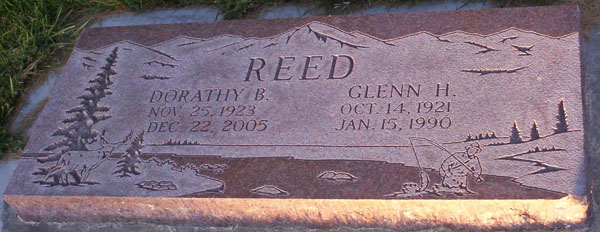 REED
DORATHY B.
NOV. 25, 1923
DEC. 22, 2005
GLENN H.
OCT. 14, 1921
JAN. 15, 1990